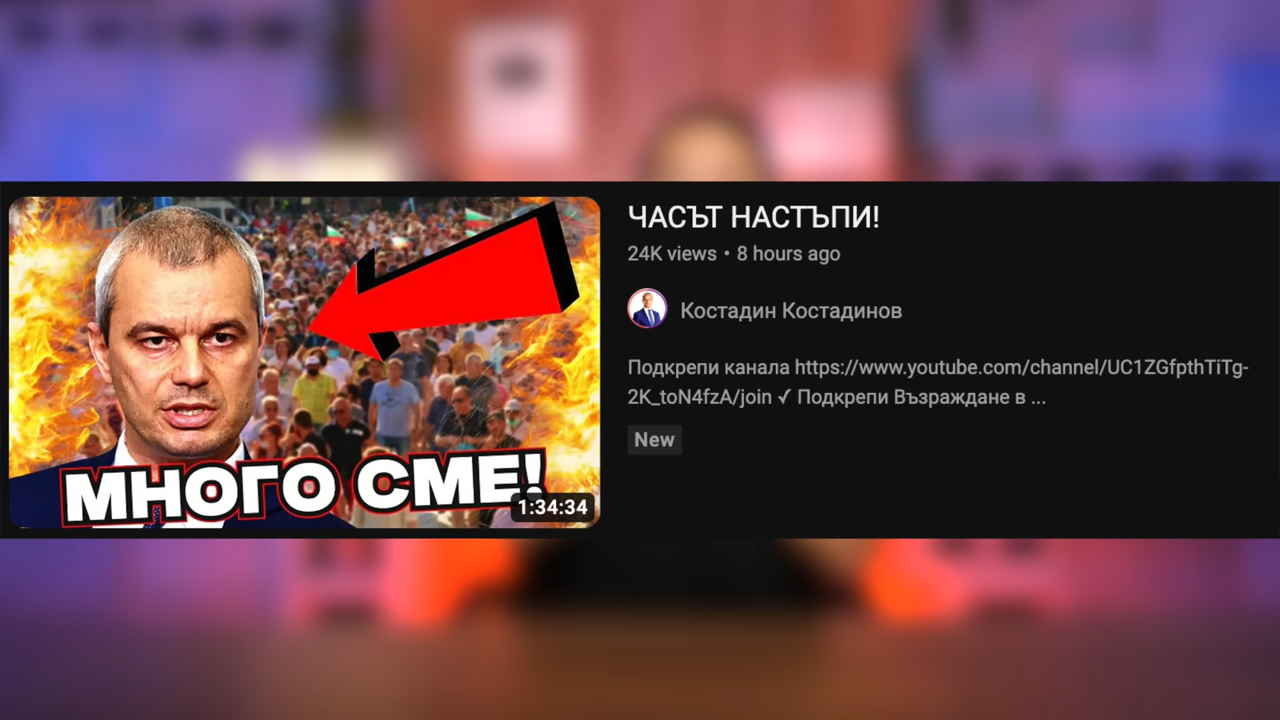 ЧАСЪТ НАСТЪПИ!
24K views • 8 hours ago
Костадин Костадинов
Подкрепи канала https://www.youtube.com/channel/UC1ZGfpthTiTg-
2K_toN4fzA/join ✓ Подкрепи Възраждане в ...
New
МНОГО СМЕ!
1:34:34